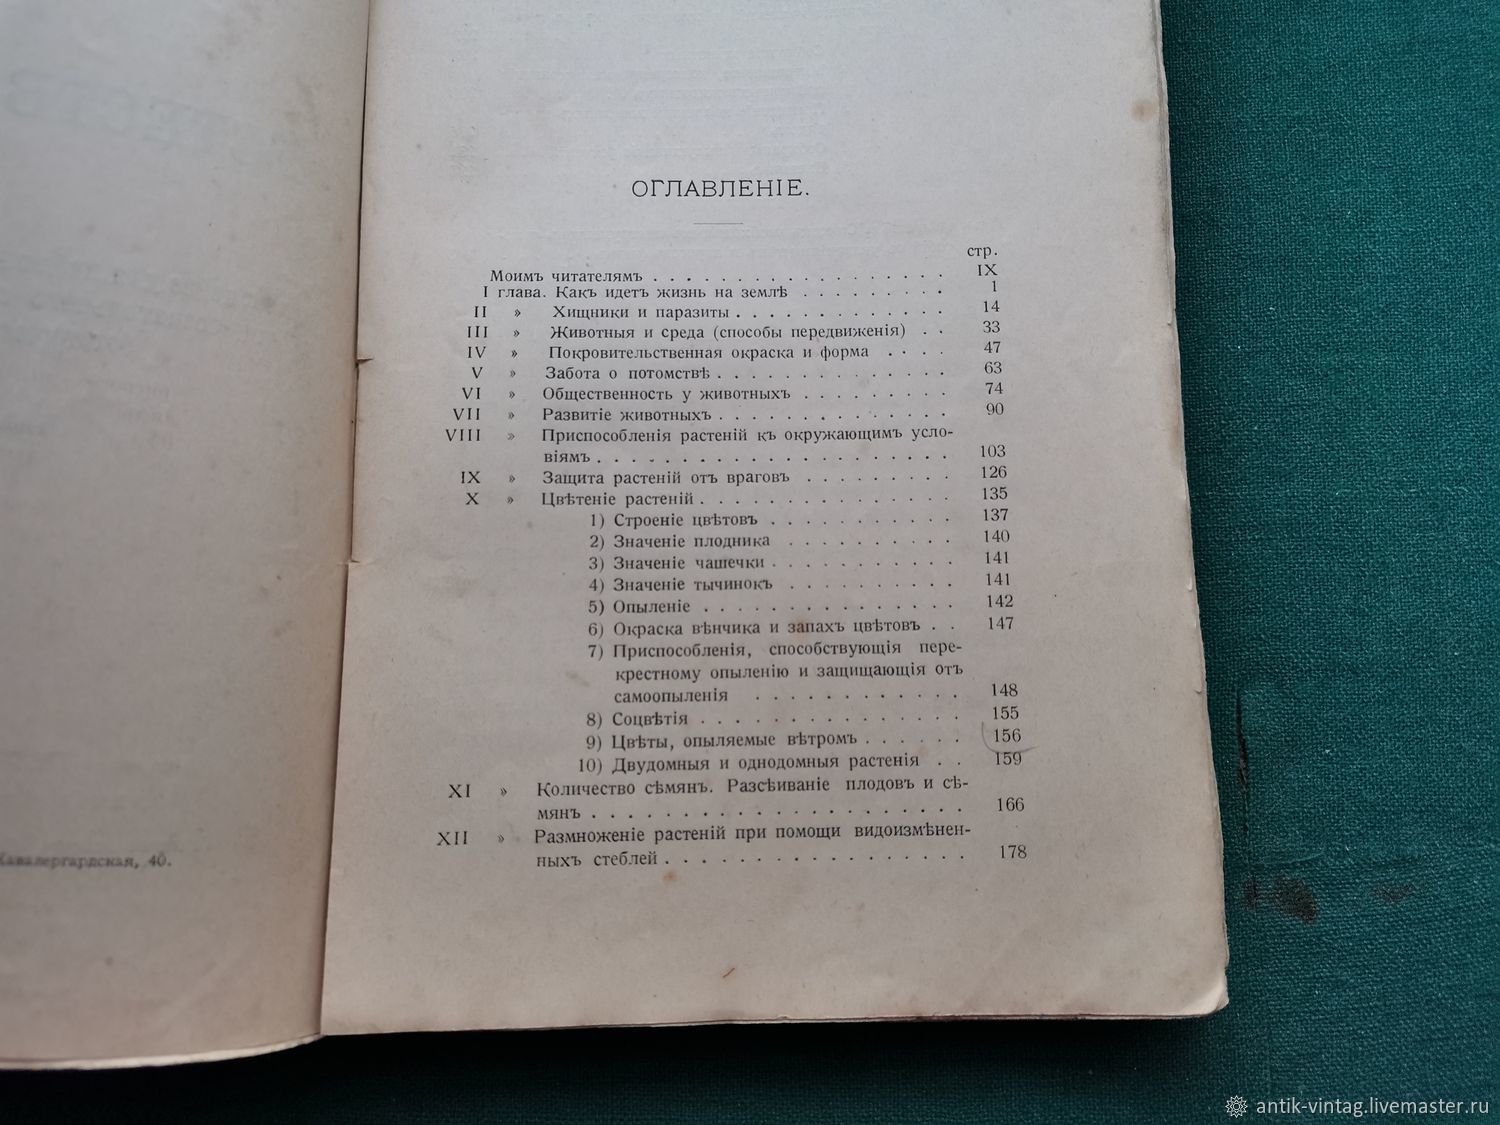 Кавалергардская, 40.
ОГЛАВЛЕНІЕ.
стр.
Моимъ читателямъ . . . . . . . . . . . . . . . . . IX
I глава. Какъ идетъ жизнь на землѣ . . . . . . . . . 1
II » Хищники и паразиты . . . . . . . . . . . . 14
III » Животныя и среда (способы передвиженія) . . 33
IV » Покровительственная окраска и форма . . . . 47
V » Забота о потомствѣ . . . . . . . . . . . . . 63
VI » Общественность у животныхъ . . . . . . . . . 74
VII » Развитіе животныхъ . . . . . . . . . . . . . 90
VIII » Приспособленія растеній къ окружающимъ усло-
віямъ . . . . . . . . . . . . . . . . . . . 103
IX » Защита растеній отъ враговъ . . . . . . . . . 126
X » Цвѣтеніе растеній . . . . . . . . . . . . . . 135
1) Строеніе цвѣтовъ . . . . . . . . . . . 137
2) Значеніе плодника . . . . . . . . . . 140
3) Значеніе чашечки . . . . . . . . . . . 141
4) Значеніе тычинокъ . . . . . . . . . . 141
5) Опыленіе . . . . . . . . . . . . . . . 142
6) Окраска вѣнчика и запахъ цвѣтовъ . . 147
7) Приспособленія, способствующія пере-
крестному опыленію и защищающія отъ
самоопыленія . . . . . . . . . . . . 148
8) Соцвѣтія . . . . . . . . . . . . . . . 155
9) Цвѣты, опыляемые вѣтромъ . . . . . . 156
10) Двудомныя и однодомныя растенія . . 159
XI » Количество сѣмянъ. Разсѣиваніе плодовъ и сѣ-
мянъ . . . . . . . . . . . . . . . . . . . 166
XII » Размноженіе растеній при помощи видоизмѣнен-
ныхъ стеблей . . . . . . . . . . . . . . . . 178
antik-vintag.livemaster.ru